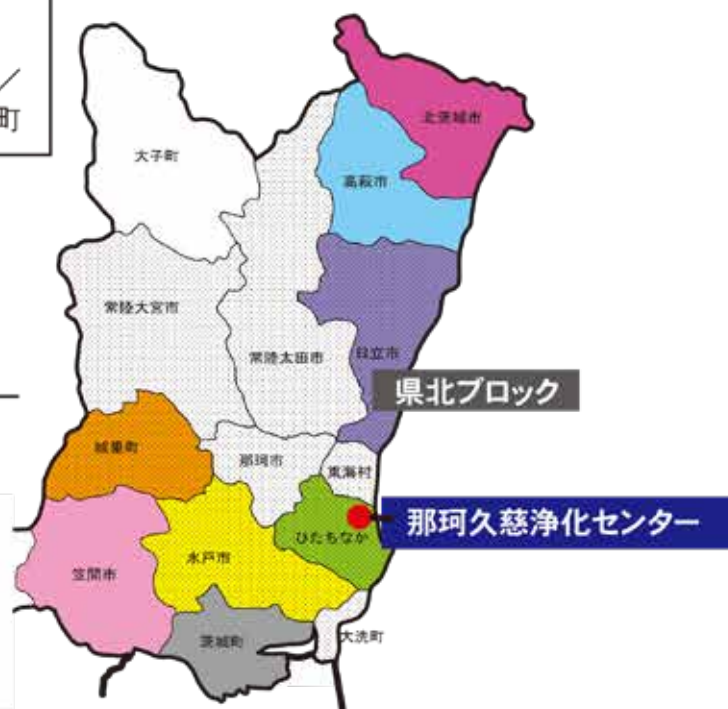 ／
町
北茨城市
大子町
高萩市
常陸大宮市
常陸太田市
日立市
県北ブロック
城里町
那珂市
東海村
那珂久慈浄化センター
ひたちなか
水戸市
笠間市
茨城町
大洗町